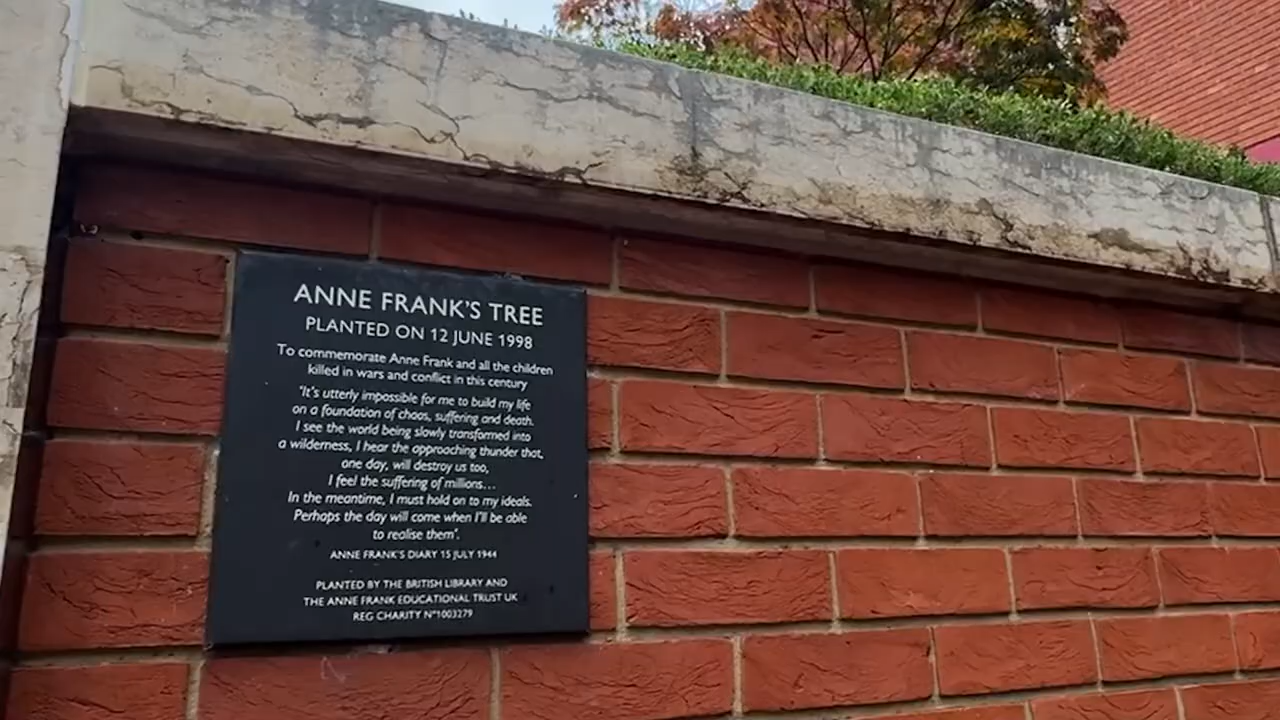 ANNE FRANK'S TREE
PLANTED ON 12 JUNE 1998
To commemorate Anne Frank and all the children
killed in wars and conflict in this century
'It's utterly impossible for me to build my life
on a foundation of chaos, suffering and death.
I see the world being slowly transformed into
a wilderness, I hear the approaching thunder that,
one day, will destroy us too,
I feel the suffering of millions...
In the meantime, I must hold on to my ideals.
Perhaps the day will come when I'll be able
to realise them'.
ANNE FRANK'S DIARY 15 JULY 1944
PLANTED BY THE BRITISH LIBRARY AND
THE ANNE FRANK EDUCATIONAL TRUST UK
REG CHARITY Nº1003279